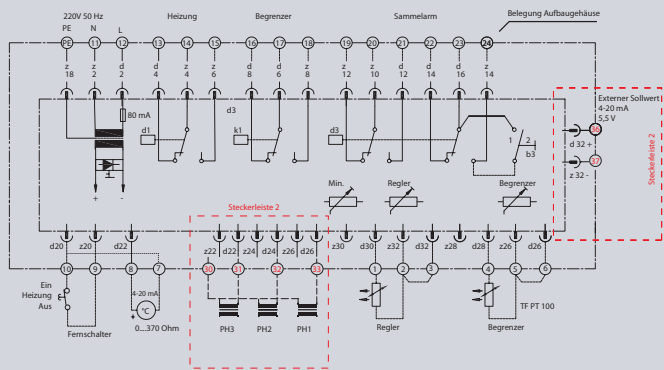 220V 50 Hz
Heizung
Begrenzer
Sammelarm
Belegung Aufbaugehäuse
PE N L
PE 11 12 13 14 15 16 17 18 19 20 21 22 23 24
z 18
z 2
d 2
d 4
z 4
z 6
d 8
z 6
d 8
z 12
z 10
d 12
d 14
d 16
z 14
80 mA
d3
d1
k1
d3
1
2
b3
Externer Sollwert
4-20 mA
5,5 V
36
d 32 +
37
z 32 -
Steckerleiste 2
+ -
Min.
Regler
Begrenzer
Steckerleiste 2
d20 z20 d22 z22 d22 z24 d24 z26 d26 z30 d30 z32 d32 z28 d28 z26 d26
10 9 8 7 30 31 32 33 1 2 3 4 5 6
Ein
Heizung
Aus
Fernschalter
4-20 mA
°C
0...370 Ohm
PH3
PH2
PH1
Regler
TF PT 100
Begrenzer